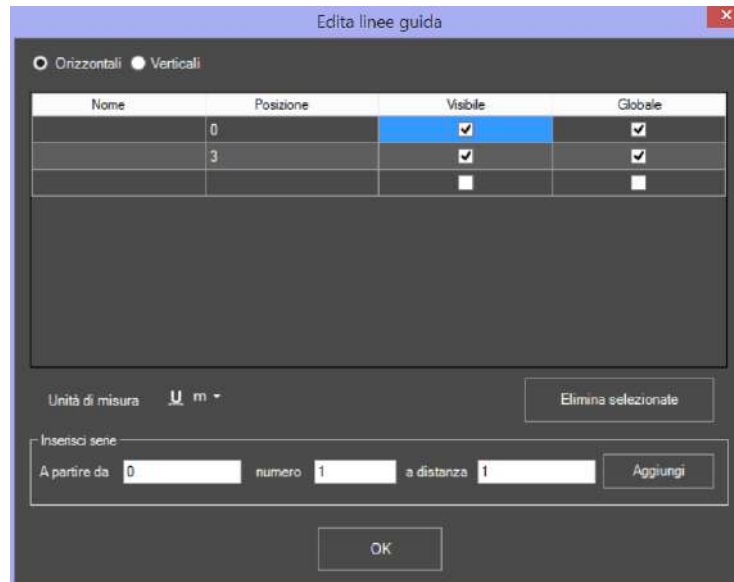 Edita linee guida
Orizzontali Verticali
Nome Posizione Visibile Globale
0
3
Unità di misura U m Elimina selezionate
Inserisci serie
A partire da 0 numero 1 a distanza 1 Aggiungi
OK